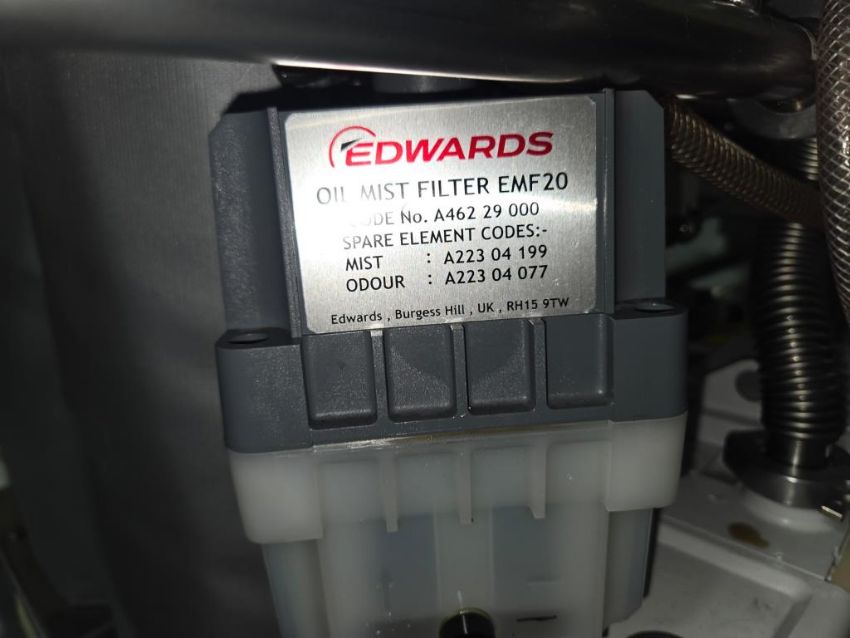 EDWARDS
OIL MIST FILTER EMF20
CODE No. A462 29 000
SPARE ELEMENT CODES:-
MIST : A223 04 199
ODOUR : A223 04 077
Edwards , Burgess Hill , UK , RH15 9TW